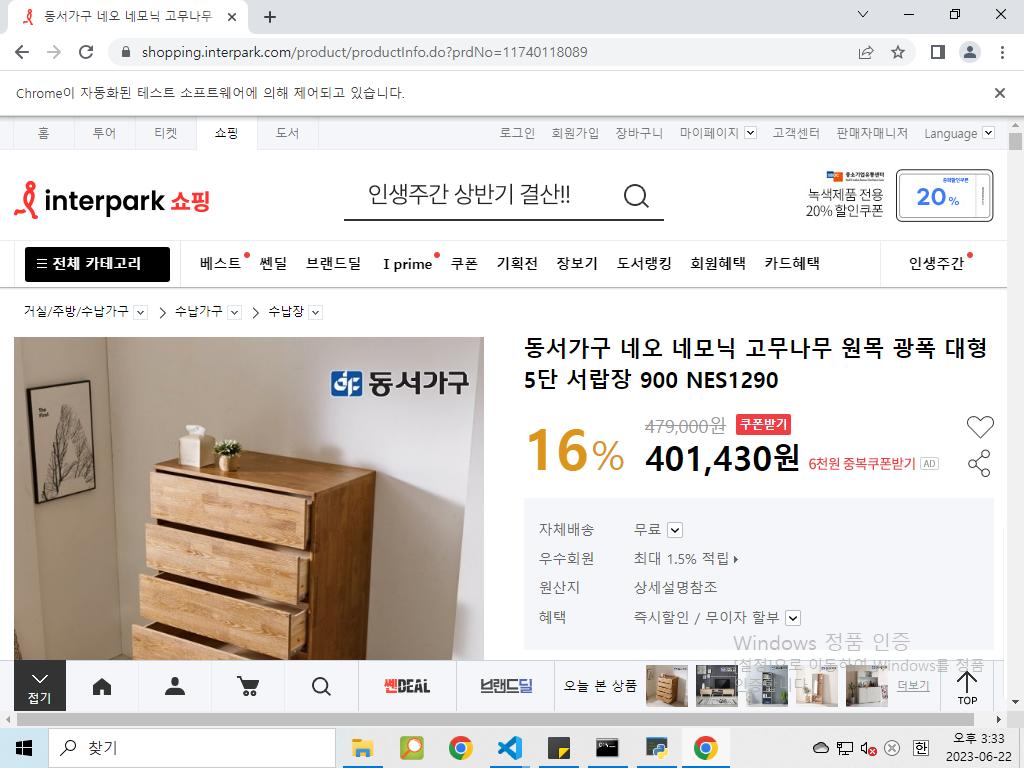 동서가구 네오 네모닉 고무나무
shopping.interpark.com/product/productInfo.do?prdNo=11740118089
Chrome이 자동화된 테스트 소프트웨어에 의해 제어되고 있습니다.
홈 투어 티켓 쇼핑 도서 로그인 회원가입 장바구니 마이페이지 고객센터 판매자매니저 Language
interpark 쇼핑
인생주간 상반기 결산!!
중소기업유통센터
녹색제품 전용
20% 할인쿠폰
중복할인쿠폰
20%
전체 카테고리 베스트 쎈딜 브랜드딜 I prime 쿠폰 기획전 장보기 도서랭킹 회원혜택 카드혜택 인생주간
거실/주방/수납가구 수납가구 수납장
동서가구
The First
동서가구 네오 네모닉 고무나무 원목 광폭 대형
5단 서랍장 900 NES1290
16%
479,000원 쿠폰받기
401,430원 6천원 중복쿠폰받기 AD
자체배송 무료
우수회원 최대 1.5% 적립
원산지 상세설명참조
혜택 즉시할인 / 무이자 할부
Windows 정품 인증
[설정]으로 이동하여 Windows를 정품
인증합니다.
접기 쎈DEAL 브랜드딜 오늘 본 상품 더보기 TOP
찾기
한
오후 3:33
2023-06-22